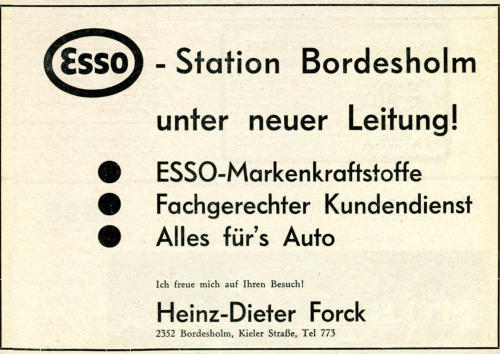 Esso - Station Bordesholm
unter neuer Leitung!
● ESSO-Markenkraftstoffe
● Fachgerechter Kundendienst
● Alles für's Auto
Ich freue mich auf Ihren Besuch!
Heinz-Dieter Forck
2352 Bordesholm, Kieler Straße, Tel 773